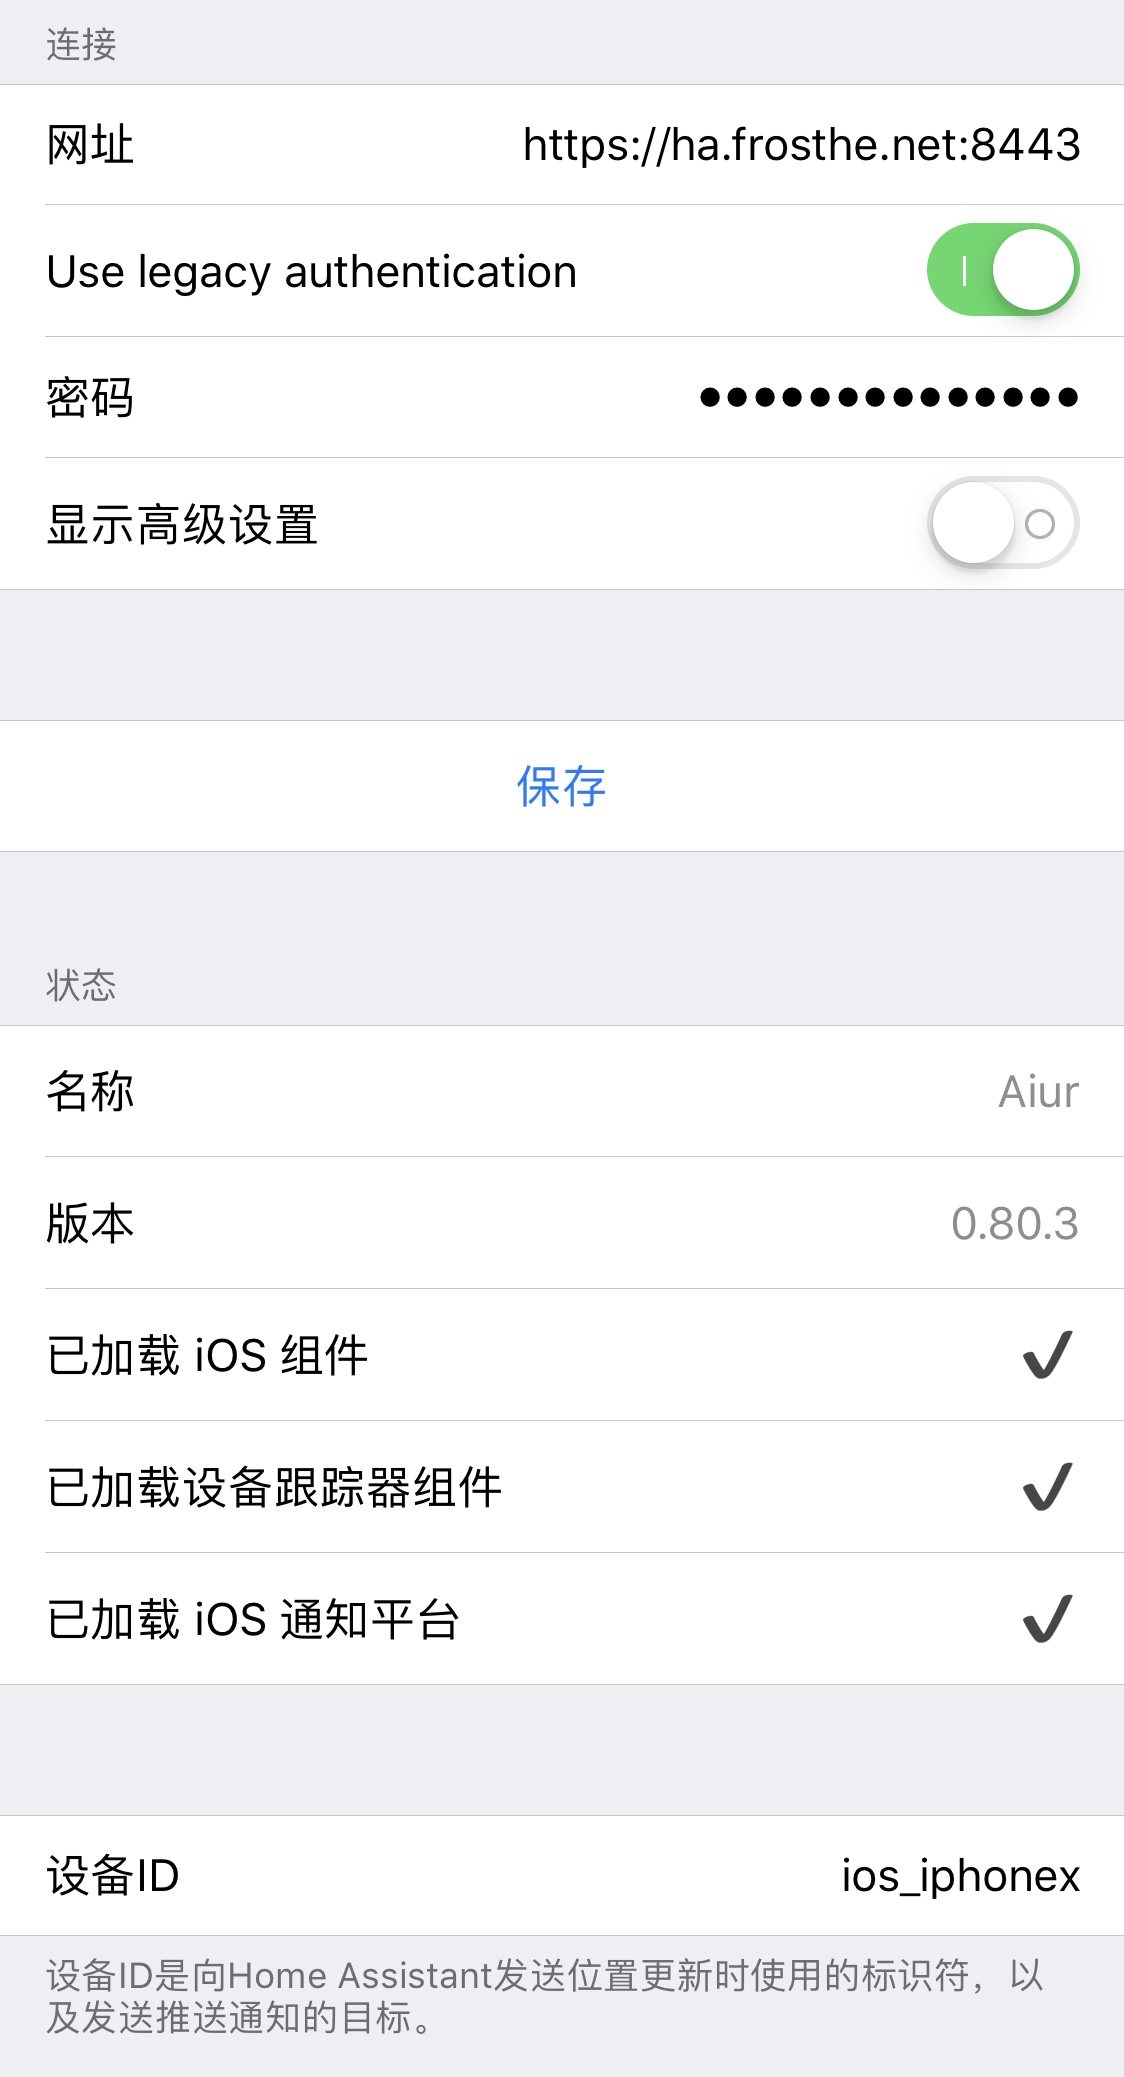 连接
网址 https://ha.frosthe.net:8443
Use legacy authentication
密码 ••••••••••••••
显示高级设置
保存
状态
名称 Aiur
版本 0.80.3
已加载 iOS 组件 ✔
已加载设备跟踪器组件 ✔
已加载 iOS 通知平台 ✔
设备ID ios_iphonex
设备ID是向Home Assistant发送位置更新时使用的标识符，以
及发送推送通知的目标。